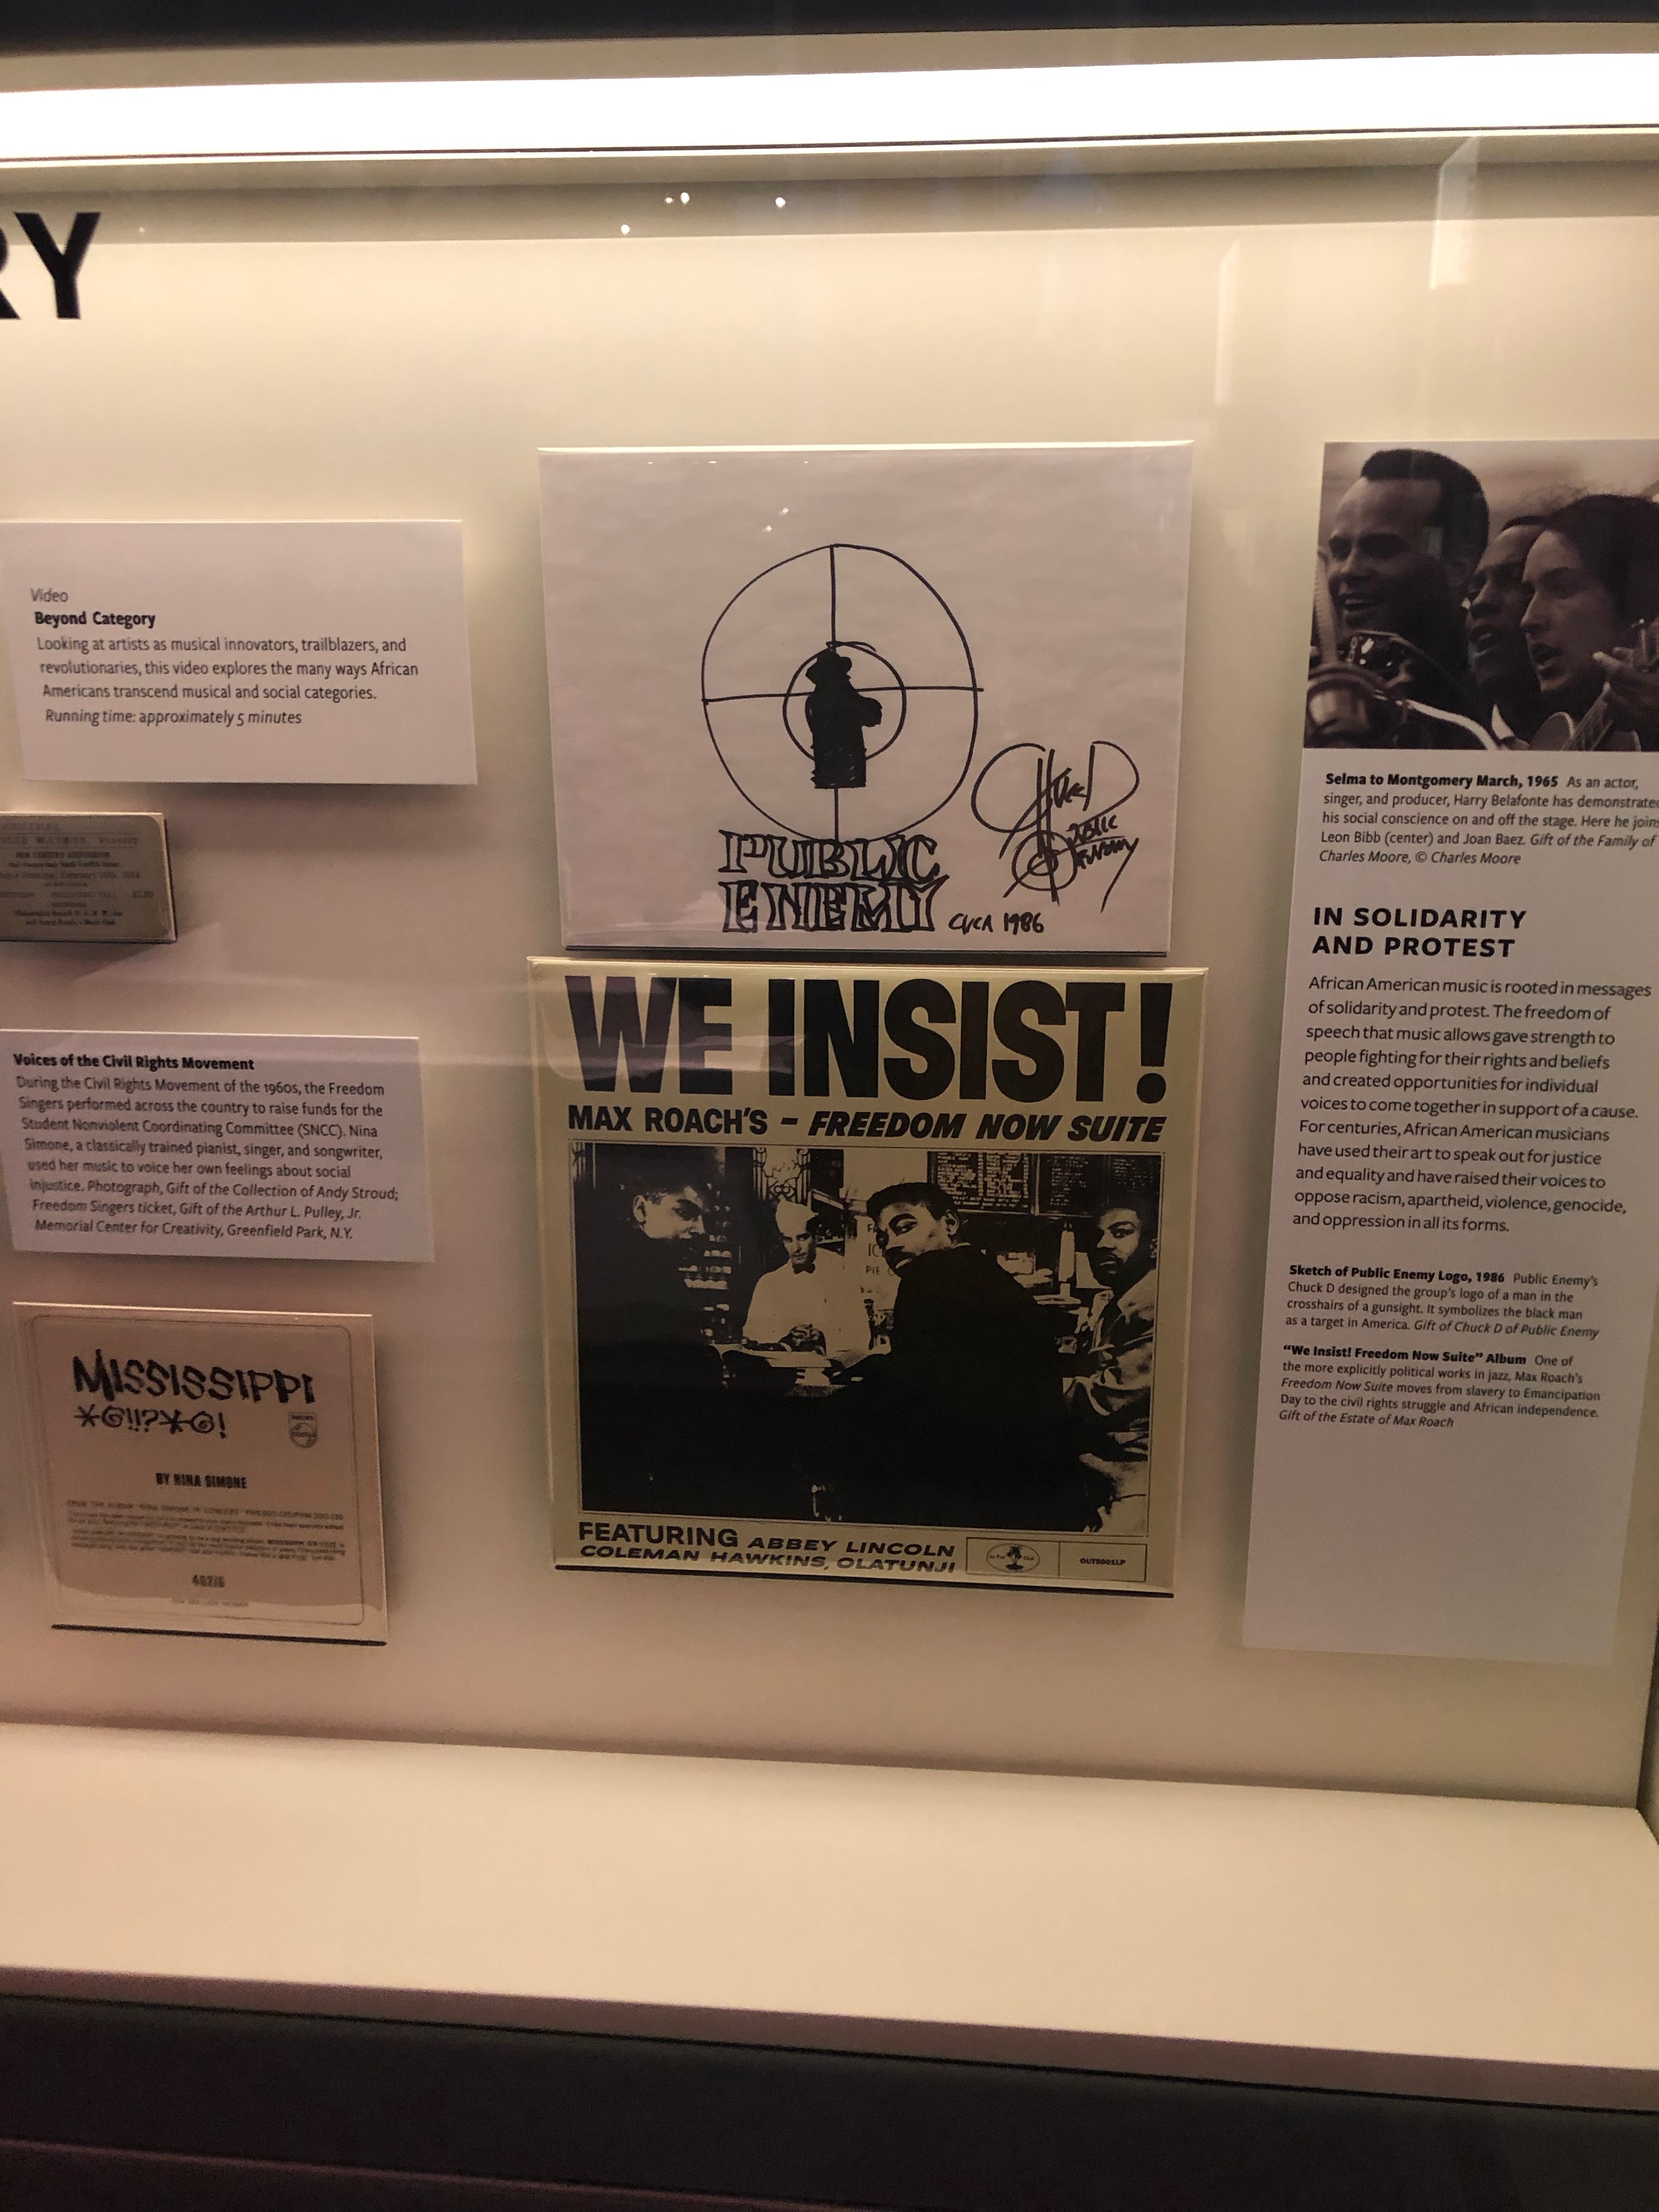 RY
Video
Beyond Category
Looking at artists as musical innovators, trailblazers, and
revolutionaries, this video explores the many ways African
Americans transcend musical and social categories.
Running time: approximately 5 minutes
Voices of the Civil Rights Movement
During the Civil Rights Movement of the 1960s, the Freedom
Singers performed across the country to raise funds for the
Student Nonviolent Coordinating Committee (SNCC). Nina
Simone, a classically trained pianist, singer, and songwriter,
used her music to voice her own feelings about social
injustice. Photograph, Gift of the Collection of Andy Stroud;
Freedom Singers ticket, Gift of the Arthur L. Pulley, Jr.
Memorial Center for Creativity, Greenfield Park, N.Y.
MISSISSIPPI
*@!!?*@!
BY NINA SIMONE
PUBLIC
ENEMY
circa 1986
Chuck D
Public
Enemy
WE INSIST!
MAX ROACH'S – FREEDOM NOW SUITE
FEATURING ABBEY LINCOLN
COLEMAN HAWKINS, OLATUNJI
Selma to Montgomery March, 1965 As an actor,
singer, and producer, Harry Belafonte has demonstrated
his social conscience on and off the stage. Here he joins
Leon Bibb (center) and Joan Baez. Gift of the Family of
Charles Moore, © Charles Moore
IN SOLIDARITY
AND PROTEST
African American music is rooted in messages
of solidarity and protest. The freedom of
speech that music allows gave strength to
people fighting for their rights and beliefs
and created opportunities for individual
voices to come together in support of a cause.
For centuries, African American musicians
have used their art to speak out for justice
and equality and have raised their voices to
oppose racism, apartheid, violence, genocide,
and oppression in all its forms.
Sketch of Public Enemy Logo, 1986 Public Enemy's
Chuck D designed the group's logo of a man in the
crosshairs of a gunsight. It symbolizes the black man
as a target in America. Gift of Chuck D of Public Enemy
"We Insist! Freedom Now Suite" Album One of
the more explicitly political works in jazz, Max Roach's
Freedom Now Suite moves from slavery to Emancipation
Day to the civil rights struggle and African independence.
Gift of the Estate of Max Roach